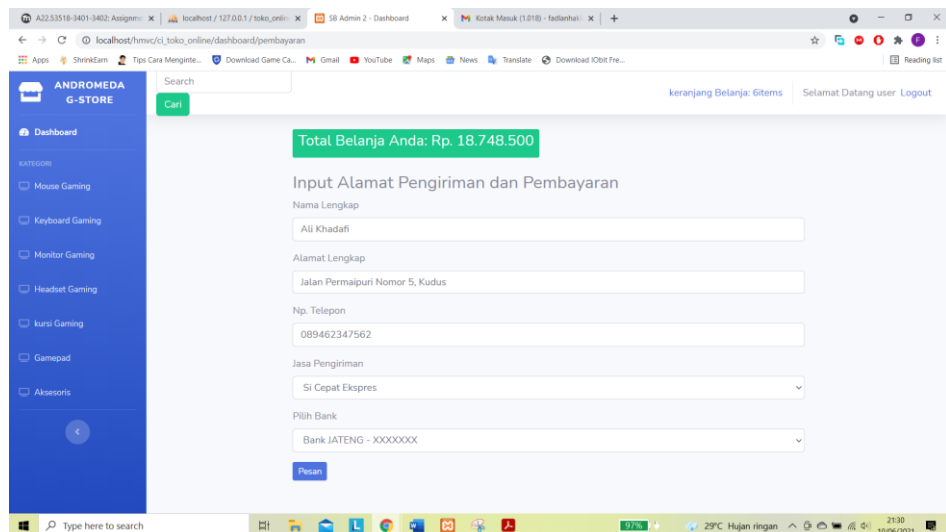 A22.53518-3401-3402: Assignme
localhost / 127.0.0.1 / toko_onlin
SB Admin 2 - Dashboard
Kotak Masuk (1.018) - fadlanhak
localhost/hmvc/ci_toko_online/dashboard/pembayaran
Apps ShrinkEarn Tips Cara Menginte... Download Game Ca... Gmail YouTube Maps News Translate Download IObit Fre... Reading list
ANDROMEDA
G-STORE
Dashboard
KATEGORI
Mouse Gaming
Keyboard Gaming
Monitor Gaming
Headset Gaming
kursi Gaming
Gamepad
Aksesoris
Search
Cari
keranjang Belanja: 6items
Selamat Datang user Logout
Total Belanja Anda: Rp. 18.748.500
Input Alamat Pengiriman dan Pembayaran
Nama Lengkap
Ali Khadafi
Alamat Lengkap
Jalan Permaipuri Nomor 5, Kudus
Np. Telepon
089462347562
Jasa Pengiriman
Si Cepat Ekspres
Pilih Bank
Bank JATENG - XXXXXXX
Pesan
Type here to search
97%
29°C Hujan ringan
21:30
10/06/2021